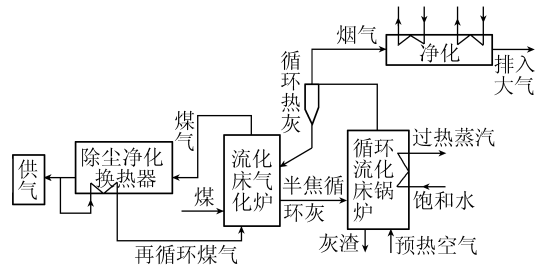 烟气
净化
排入
大气
循
环
热
灰
煤
气
供
气
除尘净化
换热器
流化
床气
化炉
煤
半焦循
环灰
循环
流化
床锅
炉
过热蒸汽
饱和水
再循环煤气
灰渣
预热空气